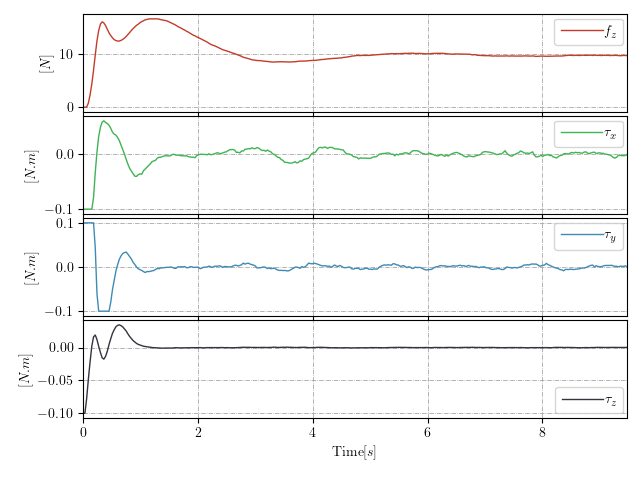 f_z
10
0
[N]
τ_x
0.0
−0.1
[N.m]
τ_y
0.1
0.0
−0.1
[N.m]
τ_z
0.00
−0.05
−0.10
[N.m]
0 2 4 6 8
Time[s]